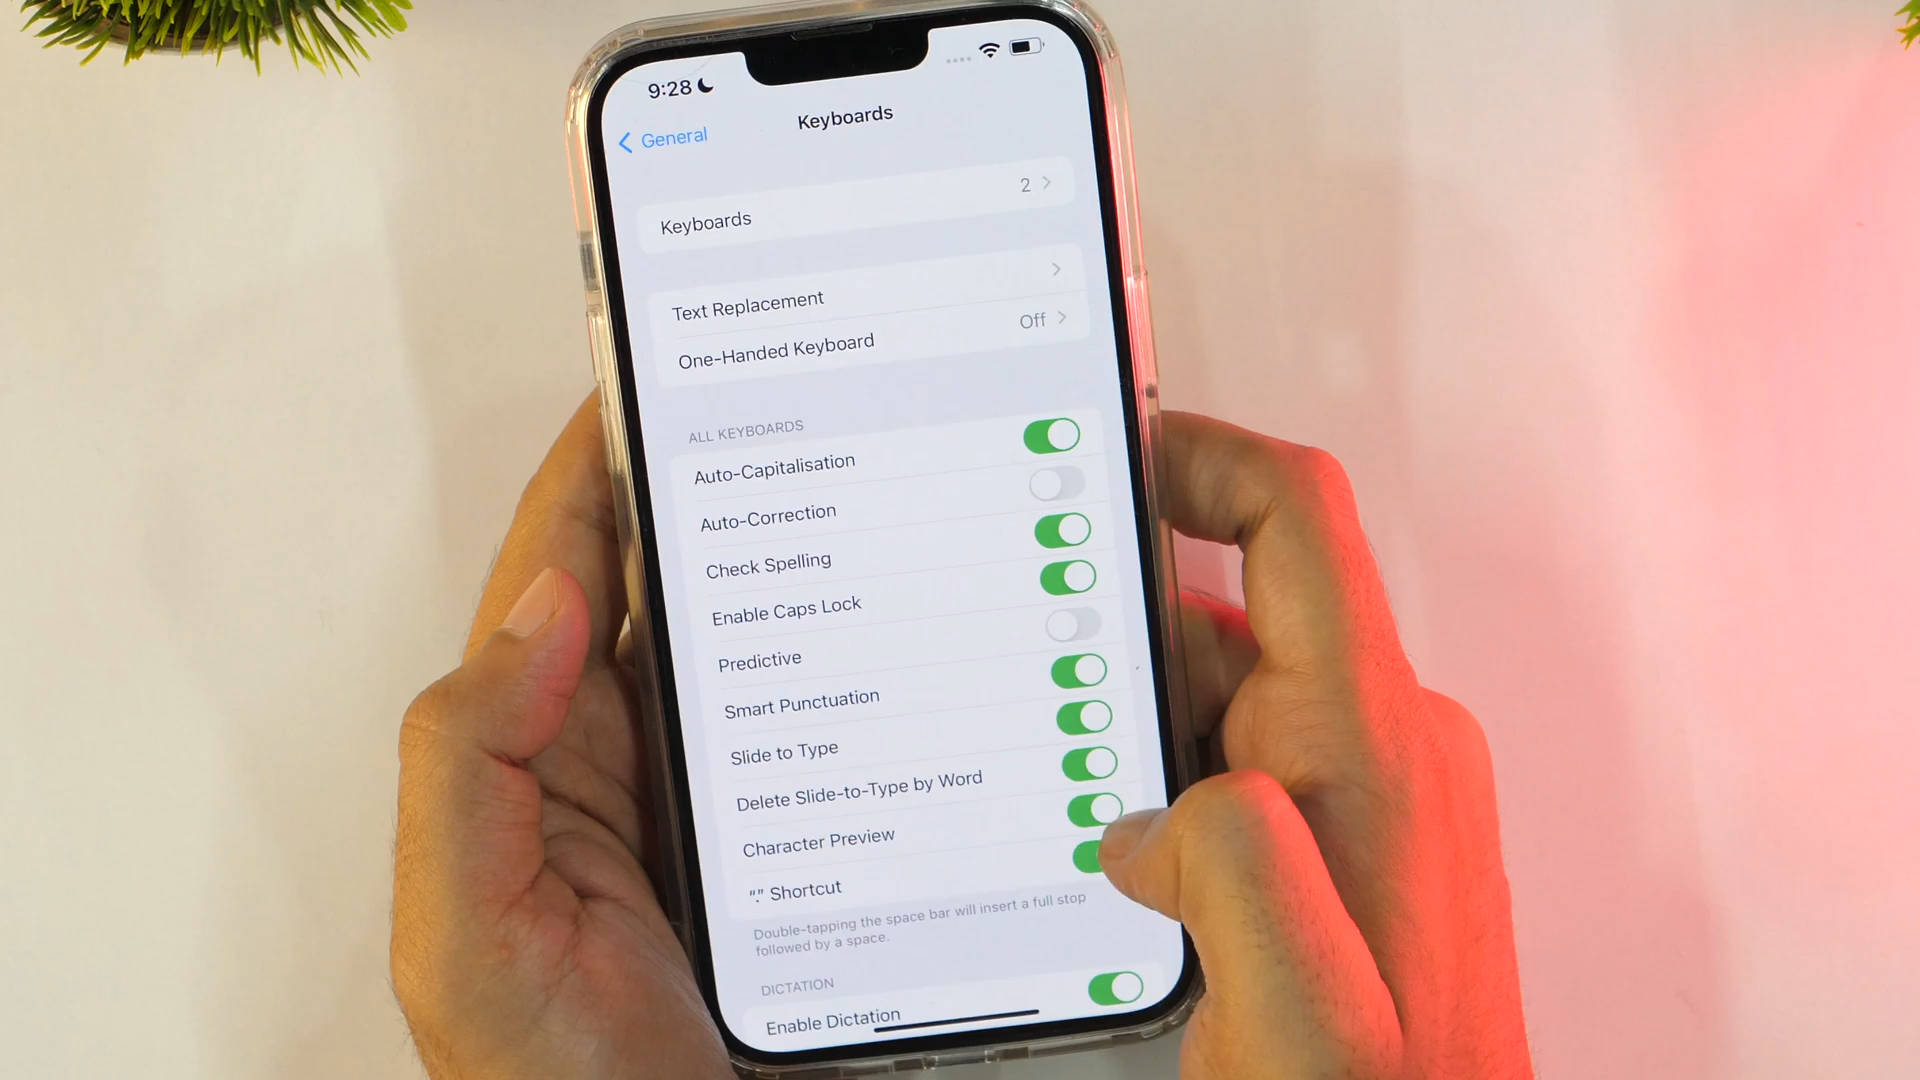 9:28
General
Keyboards
Keyboards 2
Text Replacement
One-Handed Keyboard Off
ALL KEYBOARDS
Auto-Capitalisation
Auto-Correction
Check Spelling
Enable Caps Lock
Predictive
Smart Punctuation
Slide to Type
Delete Slide-to-Type by Word
Character Preview
“.” Shortcut
Double-tapping the space bar will insert a full stop
followed by a space.
DICTATION
Enable Dictation